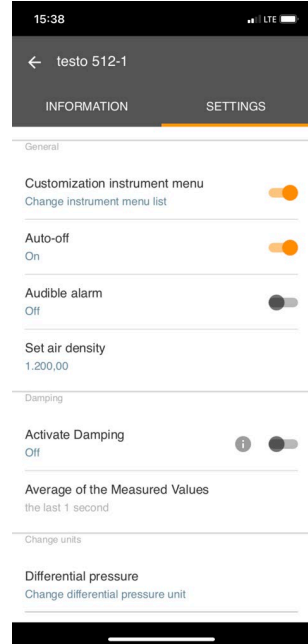 15:38
LTE
testo 512-1
INFORMATION SETTINGS
General
Customization instrument menu
Change instrument menu list
Auto-off
On
Audible alarm
Off
Set air density
1.200,00
Damping
Activate Damping
Off
Average of the Measured Values
the last 1 second
Change units
Differential pressure
Change differential pressure unit